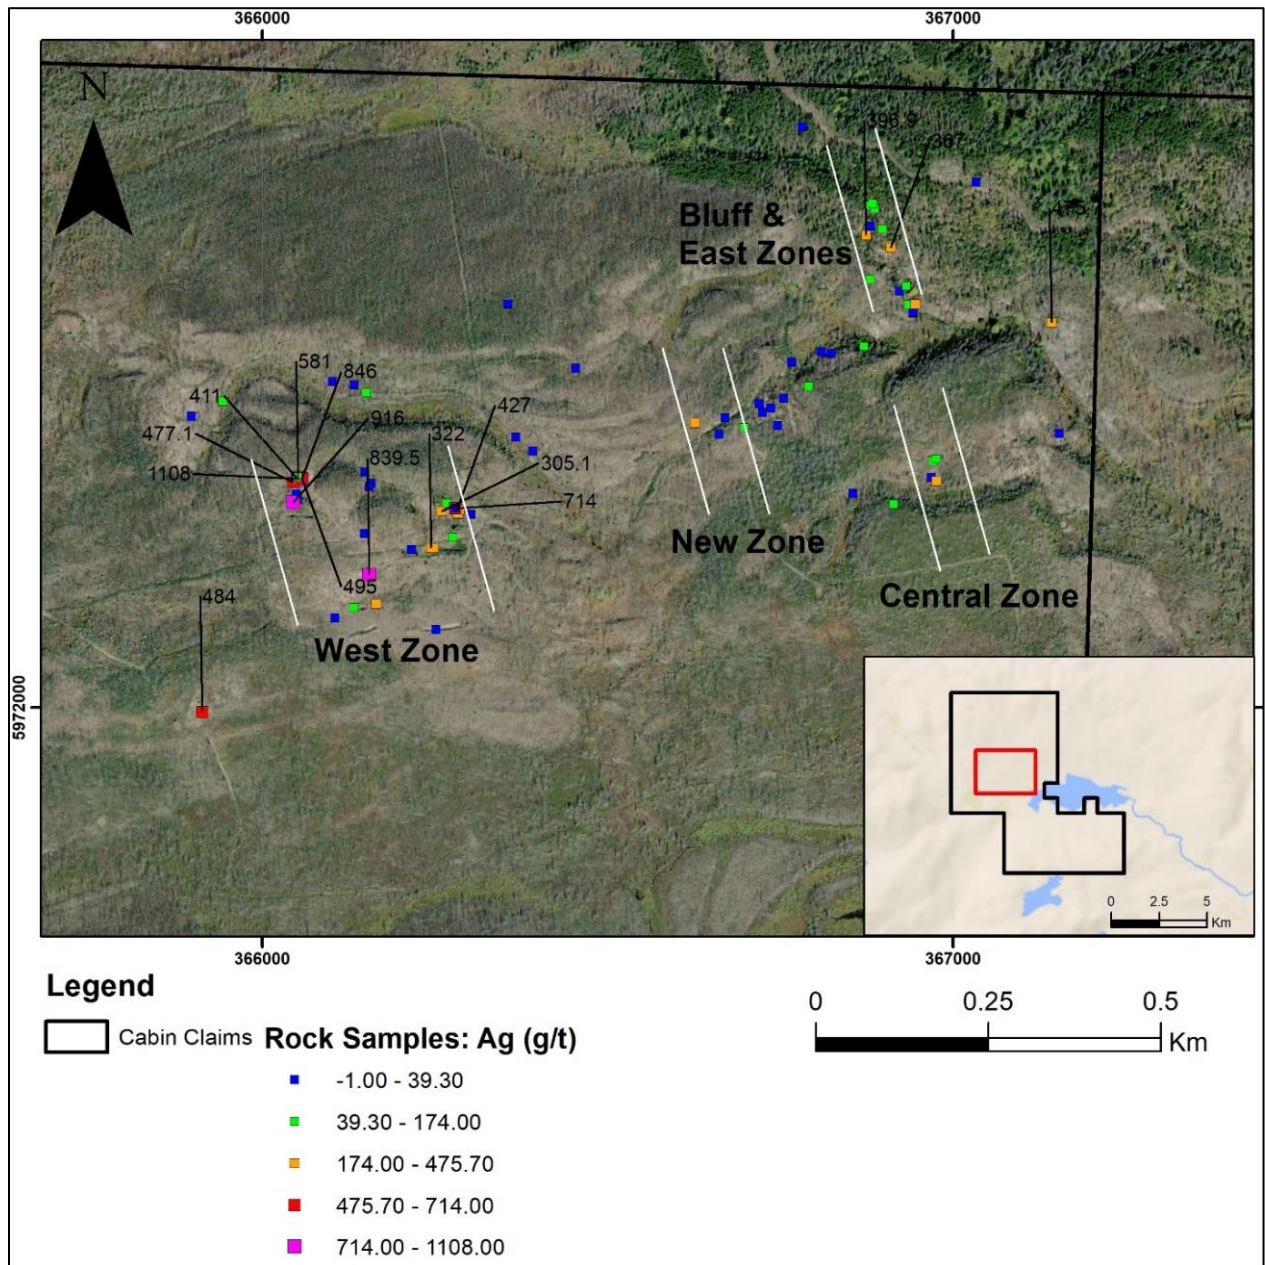 366000
367000
N
396.9
367
Bluff &
East Zones
581
846
411
916
427
477.1
322
839.5
305.1
1108
714
New Zone
495
Central Zone
484
West Zone
5972000
0 2.5 5
Km
366000
367000
Legend
Cabin Claims
Rock Samples: Ag (g/t)
-1.00 - 39.30
39.30 - 174.00
174.00 - 475.70
475.70 - 714.00
714.00 - 1108.00
0 0.25 0.5
Km